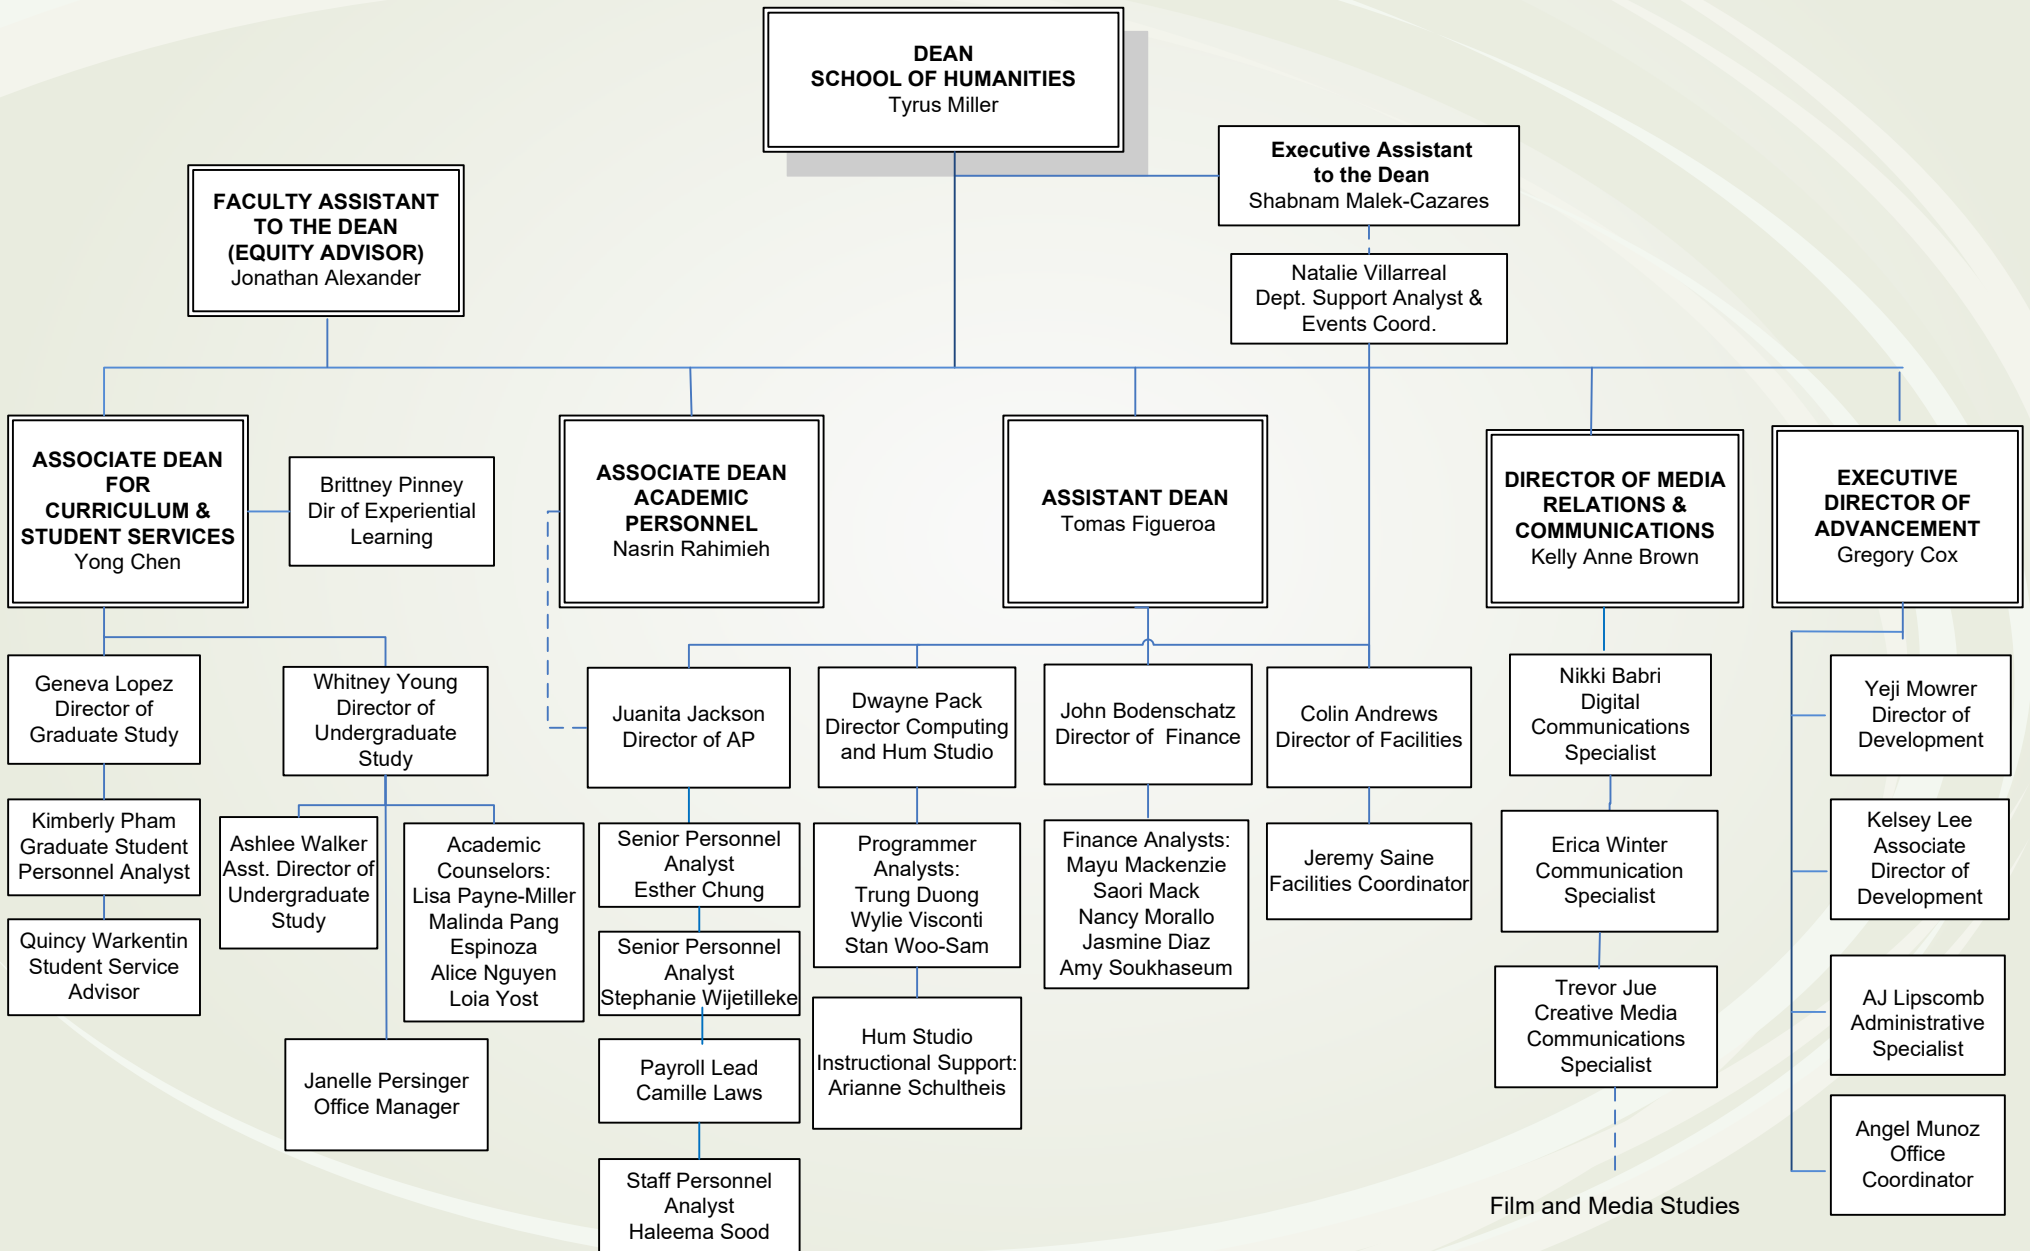 DEAN
SCHOOL OF HUMANITIES
Tyrus Miller
Executive Assistant
to the Dean
Shabnam Malek-Cazares
FACULTY ASSISTANT
TO THE DEAN
(EQUITY ADVISOR)
Jonathan Alexander
Natalie Villarreal
Dept. Support Analyst &
Events Coord.
ASSOCIATE DEAN
FOR
CURRICULUM &
STUDENT SERVICES
Yong Chen
Brittney Pinney
Dir of Experiential
Learning
ASSOCIATE DEAN
ACADEMIC
PERSONNEL
Nasrin Rahimieh
ASSISTANT DEAN
Tomas Figueroa
DIRECTOR OF MEDIA
RELATIONS &
COMMUNICATIONS
Kelly Anne Brown
EXECUTIVE
DIRECTOR OF
ADVANCEMENT
Gregory Cox
Geneva Lopez
Director of
Graduate Study
Whitney Young
Director of
Undergraduate
Study
Juanita Jackson
Director of AP
Dwayne Pack
Director Computing
and Hum Studio
John Bodenschatz
Director of  Finance
Colin Andrews
Director of Facilities
Nikki Babri
Digital
Communications
Specialist
Yeji Mowrer
Director of
Development
Kimberly Pham
Graduate Student
Personnel Analyst
Ashlee Walker
Asst. Director of
Undergraduate
Study
Academic
Counselors:
Lisa Payne-Miller
Malinda Pang
Espinoza
Alice Nguyen
Loia Yost
Senior Personnel
Analyst
Esther Chung
Programmer
Analysts:
Trung Duong
Wylie Visconti
Stan Woo-Sam
Finance Analysts:
Mayu Mackenzie
Saori Mack
Nancy Morallo
Jasmine Diaz
Amy Soukhaseum
Jeremy Saine
Facilities Coordinator
Erica Winter
Communication
Specialist
Kelsey Lee
Associate
Director of
Development
Quincy Warkentin
Student Service
Advisor
Senior Personnel
Analyst
Stephanie Wijetilleke
Trevor Jue
Creative Media
Communications
Specialist
AJ Lipscomb
Administrative
Specialist
Janelle Persinger
Office Manager
Payroll Lead
Camille Laws
Hum Studio
Instructional Support:
Arianne Schultheis
Angel Munoz
Office
Coordinator
Staff Personnel
Analyst
Haleema Sood
Film and Media Studies